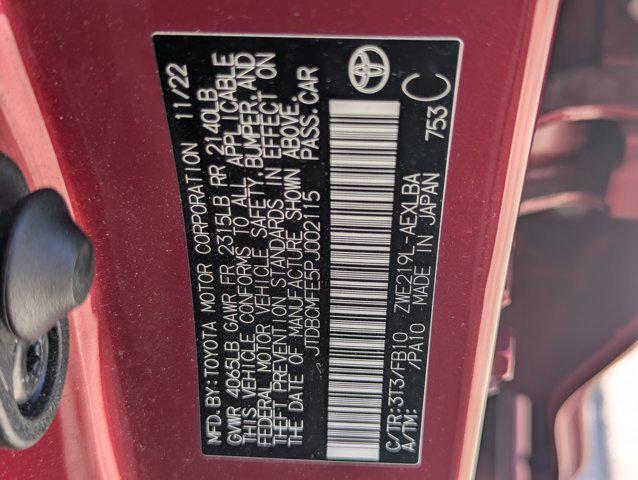 MFD. BY: TOYOTA MOTOR CORPORATION 11/22
GVWR 4065LB GAWR FR 2315LB RR 2140LB
THIS VEHICLE CONFORMS TO ALL APPLICABLE
FEDERAL MOTOR VEHICLE SAFETY, BUMPER, AND
THEFT PREVENTION STANDARDS IN EFFECT ON
THE DATE OF MANUFACTURE SHOWN ABOVE.
JTDBCMFE5PJ002115 PASS. CAR
C/TR: 3T3/FB10 ZWE219L-AEXLBA
A/TM: /PA10 MADE IN JAPAN 753 C